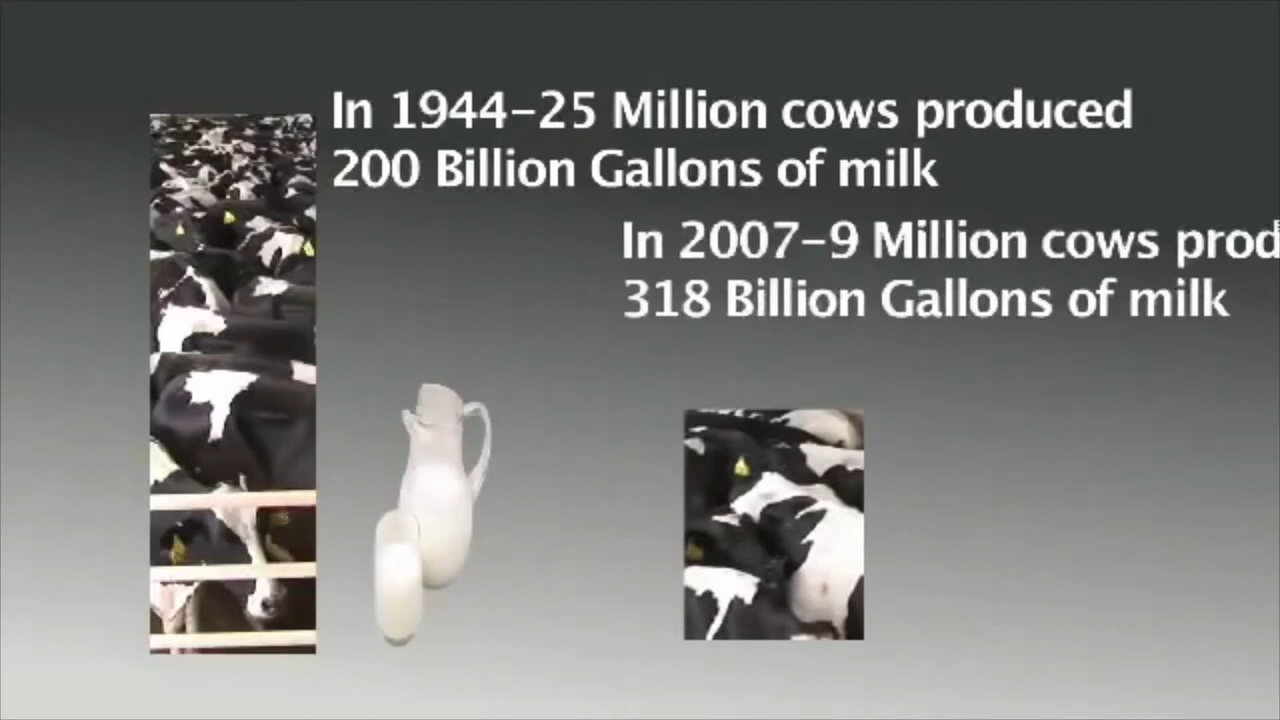 In 1944-25 Million cows produced
200 Billion Gallons of milk
In 2007-9 Million cows prod
318 Billion Gallons of milk